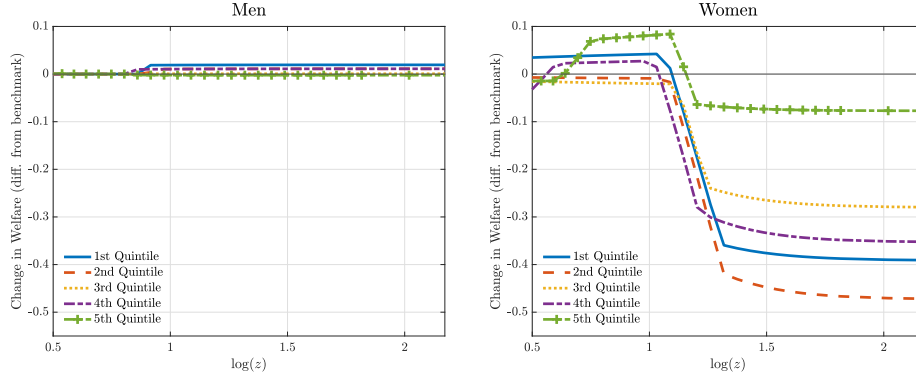 Men
Change in Welfare (diff. from benchmark)
0.1
0
-0.1
-0.2
-0.3
-0.4
-0.5
1st Quintile
2nd Quintile
3rd Quintile
4th Quintile
5th Quintile
0.5
1
1.5
2
log(z)
Women
Change in Welfare (diff. from benchmark)
0.1
0
-0.1
-0.2
-0.3
-0.4
-0.5
1st Quintile
2nd Quintile
3rd Quintile
4th Quintile
5th Quintile
0.5
1
1.5
2
log(z)